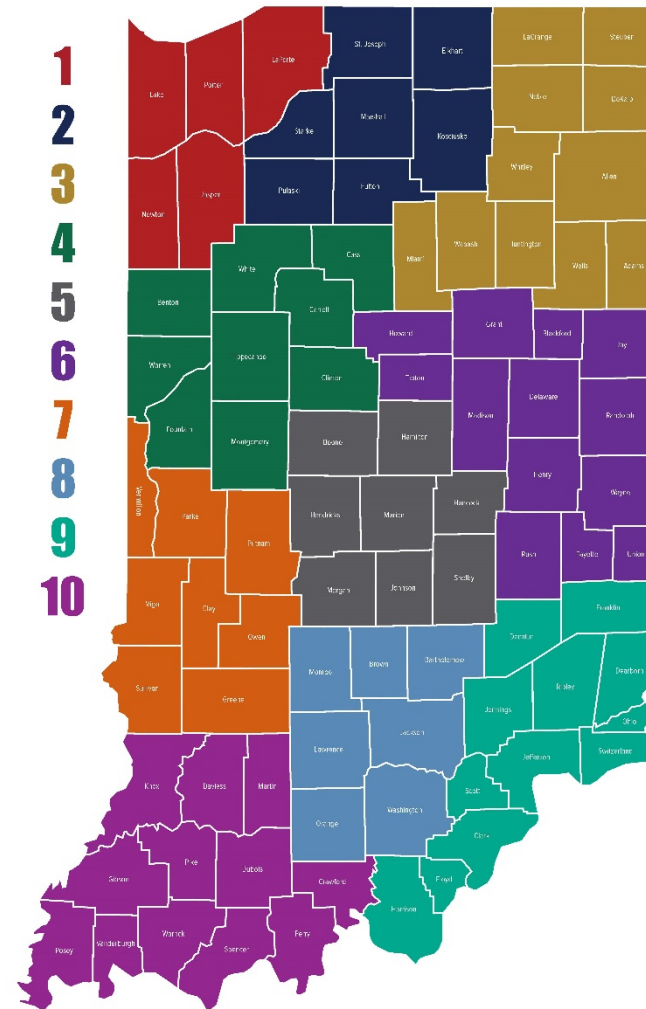 1
2
3
4
5
6
7
8
9
10
Lake
Porter
LaPorte
St. Joseph
Elkhart
LaGrange
Steuben
Noble
DeKalb
Starke
Marshall
Kosciusko
Whitley
Allen
Newton
Jasper
Pulaski
Fulton
Miami
Wabash
Huntington
Wells
Adams
White
Cass
Benton
Carroll
Howard
Grant
Blackford
Jay
Warren
Tippecanoe
Clinton
Tipton
Madison
Delaware
Randolph
Fountain
Montgomery
Boone
Hamilton
Henry
Wayne
Vermillion
Parke
Putnam
Hendricks
Marion
Hancock
Rush
Fayette
Union
Vigo
Clay
Owen
Morgan
Johnson
Shelby
Franklin
Decatur
Sullivan
Greene
Monroe
Brown
Bartholomew
Jennings
Ripley
Dearborn
Ohio
Lawrence
Jackson
Jefferson
Switzerland
Knox
Daviess
Martin
Orange
Washington
Scott
Clark
Gibson
Pike
Dubois
Crawford
Floyd
Harrison
Posey
Vanderburgh
Warrick
Spencer
Perry